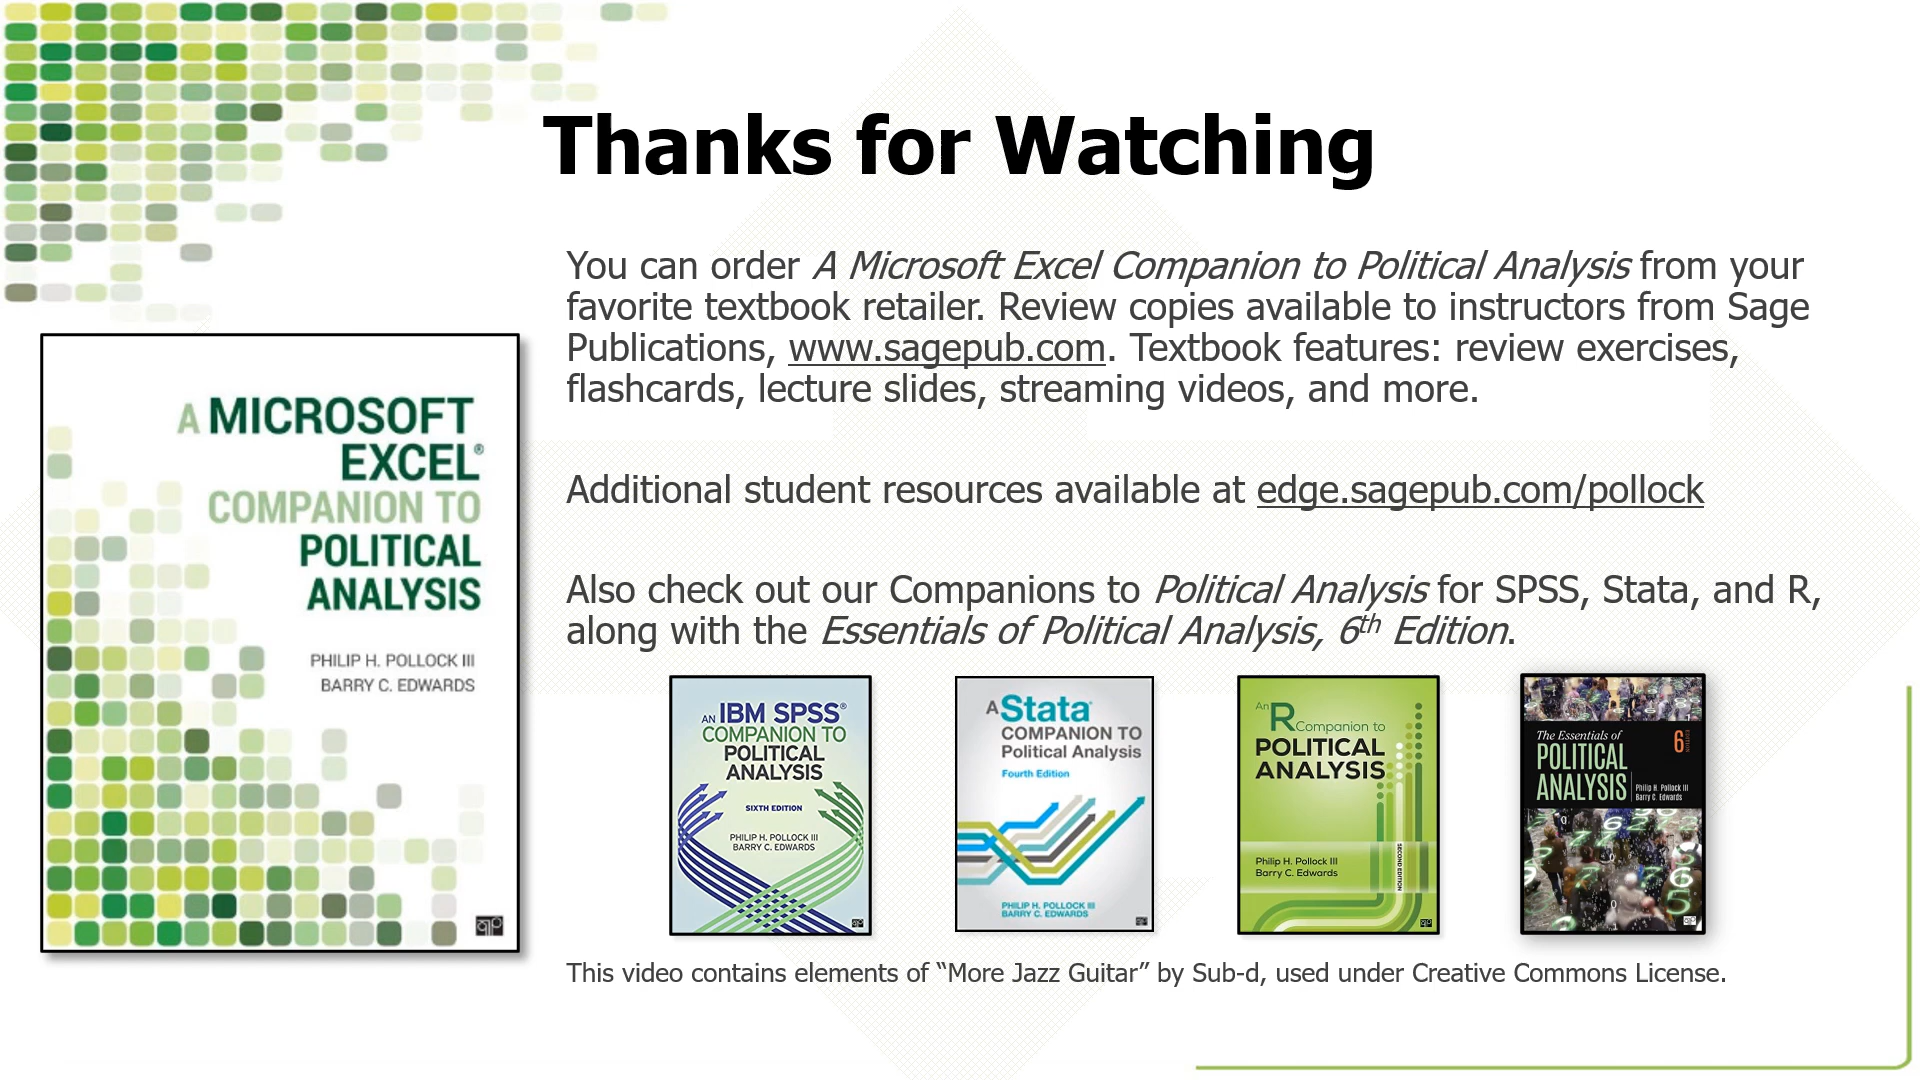 Thanks for Watching
You can order A Microsoft Excel Companion to Political Analysis from your
favorite textbook retailer. Review copies available to instructors from Sage
Publications, www.sagepub.com. Textbook features: review exercises,
flashcards, lecture slides, streaming videos, and more.
Additional student resources available at edge.sagepub.com/pollock
Also check out our Companions to Political Analysis for SPSS, Stata, and R,
along with the Essentials of Political Analysis, 6th Edition.
A MICROSOFT
EXCEL®
COMPANION TO
POLITICAL
ANALYSIS
PHILIP H. POLLOCK III
BARRY C. EDWARDS
AN IBM SPSS®
COMPANION TO
POLITICAL
ANALYSIS
SIXTH EDITION
PHILIP H. POLLOCK III
BARRY C. EDWARDS
A Stata®
COMPANION TO
Political Analysis
Fourth Edition
PHILIP H. POLLOCK III
BARRY C. EDWARDS
An R Companion to
POLITICAL
ANALYSIS
Philip H. Pollock III
Barry C. Edwards
SECOND EDITION
The Essentials of
POLITICAL
ANALYSIS
6 EDITION
Philip H. Pollock III
Barry C. Edwards
This video contains elements of “More Jazz Guitar” by Sub-d, used under Creative Commons License.